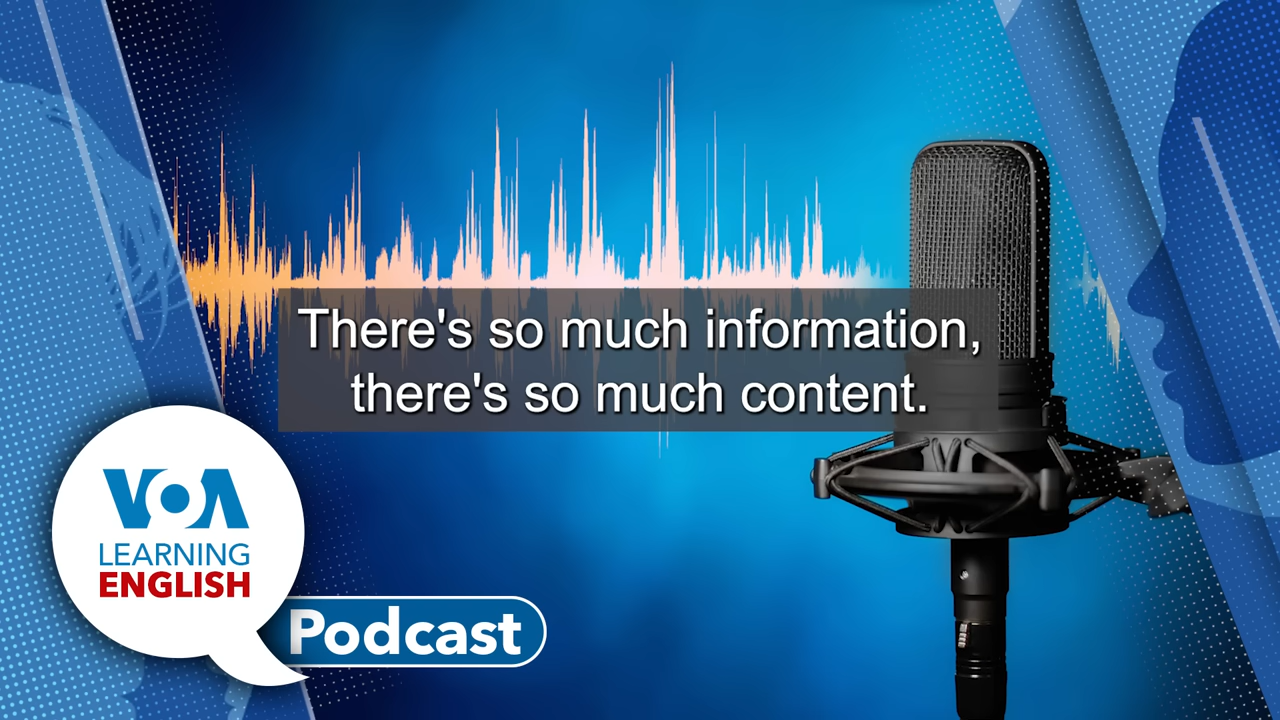 There's so much information,
there's so much content.
VOA
LEARNING
ENGLISH
Podcast